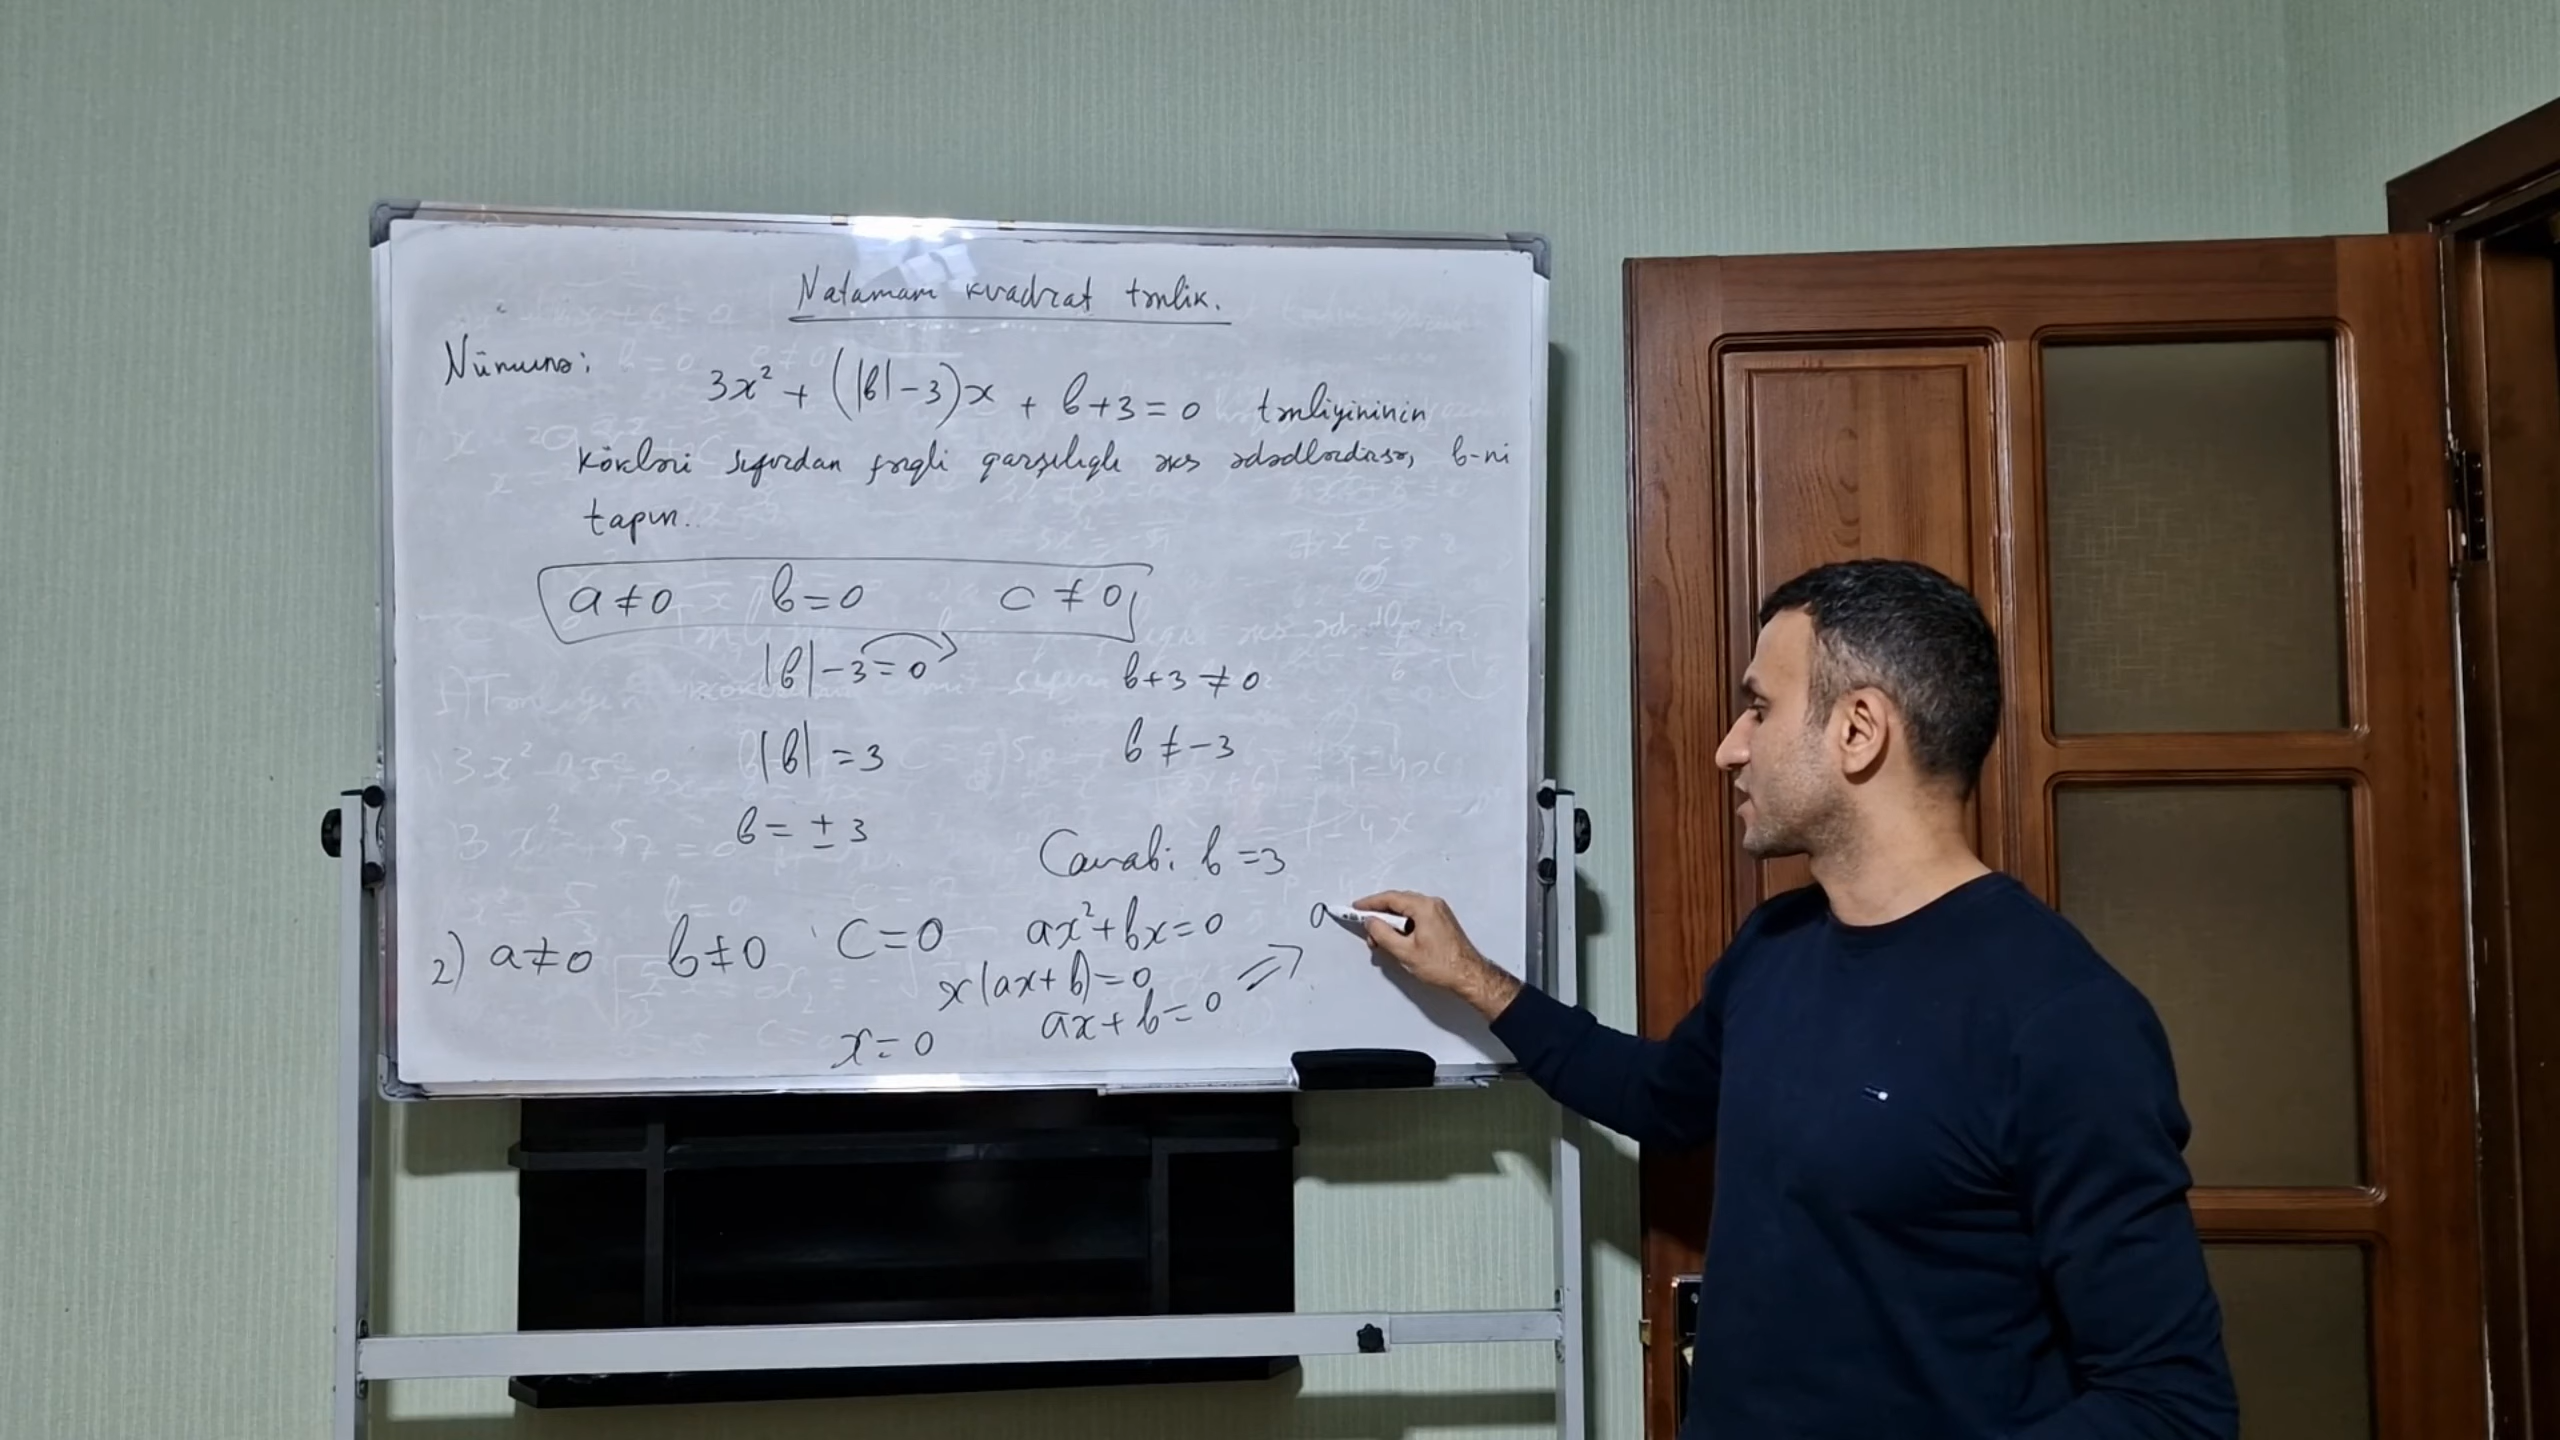 Natamam kvadrat tənlik.
Nümunə:
3x² + (|b| - 3)x + b + 3 = 0 tənliyininin
kökləri sıfırdan fərqli qarşılıqlı əks ədədlərdirsə, b-ni
tapın.
a ≠ 0 b = 0 c ≠ 0
|b| - 3 = 0 b + 3 ≠ 0
|b| = 3 b ≠ -3
b = ± 3
Cavab: b = 3
2) a ≠ 0 b ≠ 0 c = 0 ax² + bx = 0 ⇒ a
x(ax + b) = 0
x = 0 ax + b = 0